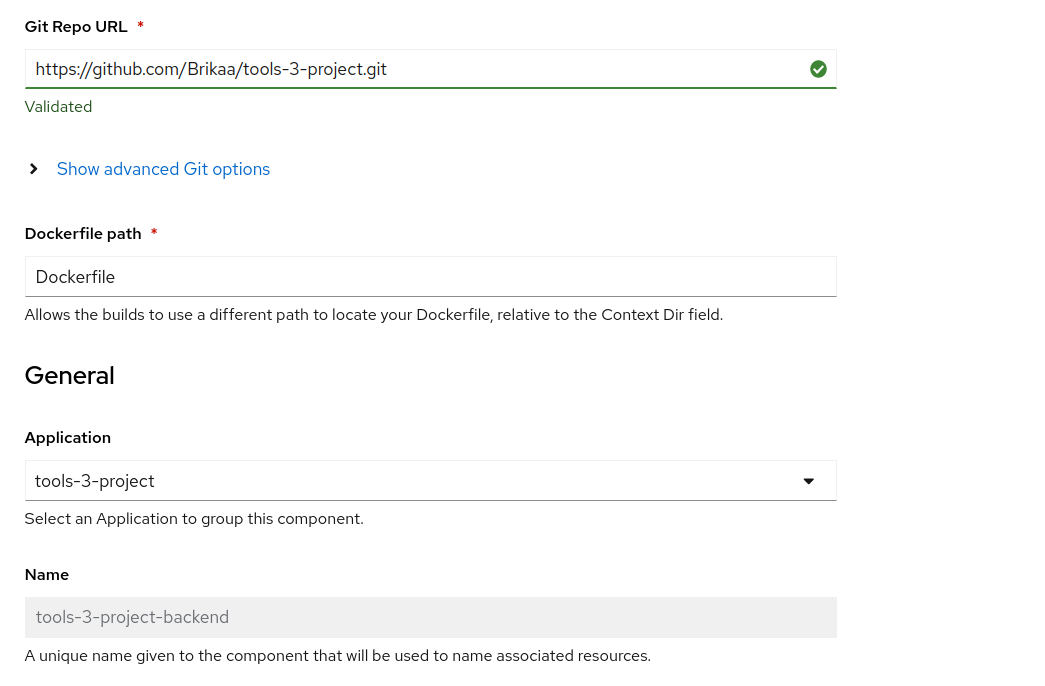 Git Repo URL *
https://github.com/Brikaa/tools-3-project.git
Validated
Show advanced Git options
Dockerfile path *
Dockerfile
Allows the builds to use a different path to locate your Dockerfile, relative to the Context Dir field.
General
Application
tools-3-project
Select an Application to group this component.
Name
tools-3-project-backend
A unique name given to the component that will be used to name associated resources.